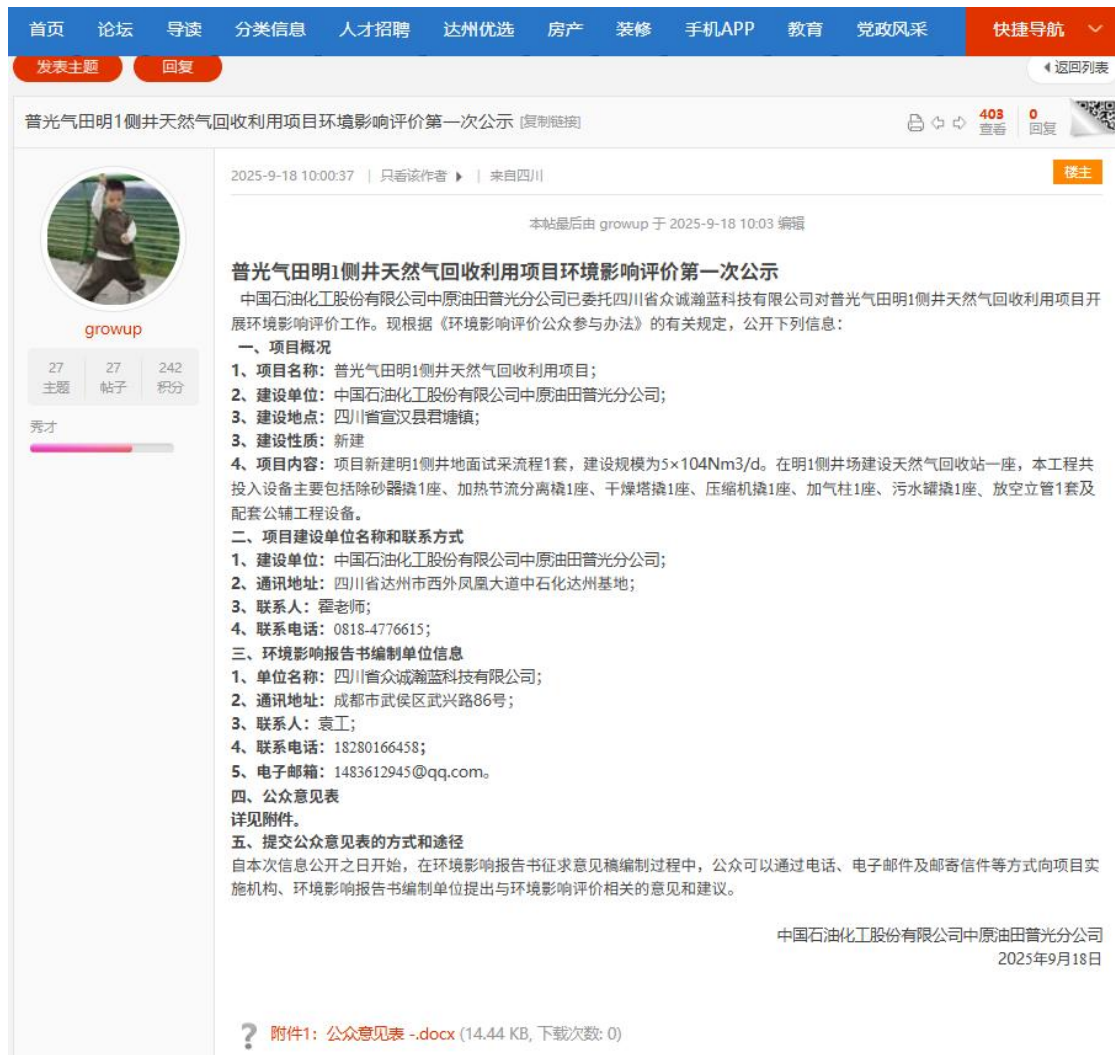 首页 论坛 导读 分类信息 人才招聘 达州优选 房产 装修 手机APP 教育 党政风采 快捷导航
发表主题 回复 返回列表
普光气田明1侧井天然气回收利用项目环境影响评价第一次公示 [复制链接] 403 查看 0 回复
2025-9-18 10:00:37 | 只看该作者 | 来自四川 楼主
本帖最后由 growup 于 2025-9-18 10:03 编辑
growup
27 主题 27 帖子 242 积分
秀才
普光气田明1侧井天然气回收利用项目环境影响评价第一次公示
中国石油化工股份有限公司中原油田普光分公司已委托四川省众诚瀚蓝科技有限公司对普光气田明1侧井天然气回收利用项目开
展环境影响评价工作。现根据《环境影响评价公众参与办法》的有关规定，公开下列信息：
一、项目概况
1、项目名称：普光气田明1侧井天然气回收利用项目；
2、建设单位：中国石油化工股份有限公司中原油田普光分公司；
3、建设地点：四川省宣汉县君塘镇；
3、建设性质：新建
4、项目内容：项目新建明1侧井地面试采流程1套，建设规模为5×104Nm3/d。在明1侧井场建设天然气回收站一座，本工程共
投入设备主要包括除砂器撬1座、加热节流分离橇1座、干燥塔撬1座、压缩机撬1座、加气柱1座、污水罐撬1座、放空立管1套及
配套公辅工程设备。
二、项目建设单位名称和联系方式
1、建设单位：中国石油化工股份有限公司中原油田普光分公司；
2、通讯地址：四川省达州市西外凤凰大道中石化达州基地；
3、联系人：霍老师；
4、联系电话：0818-4776615；
三、环境影响报告书编制单位信息
1、单位名称：四川省众诚瀚蓝科技有限公司；
2、通讯地址：成都市武侯区武兴路86号；
3、联系人：袁工；
4、联系电话：18280166458；
5、电子邮箱：1483612945@qq.com。
四、公众意见表
详见附件。
五、提交公众意见表的方式和途径
自本次信息公开之日开始，在环境影响报告书征求意见稿编制过程中，公众可以通过电话、电子邮件及邮寄信件等方式向项目实
施机构、环境影响报告书编制单位提出与环境影响评价相关的意见和建议。
中国石油化工股份有限公司中原油田普光分公司
2025年9月18日
附件1：公众意见表 -.docx (14.44 KB, 下载次数: 0)